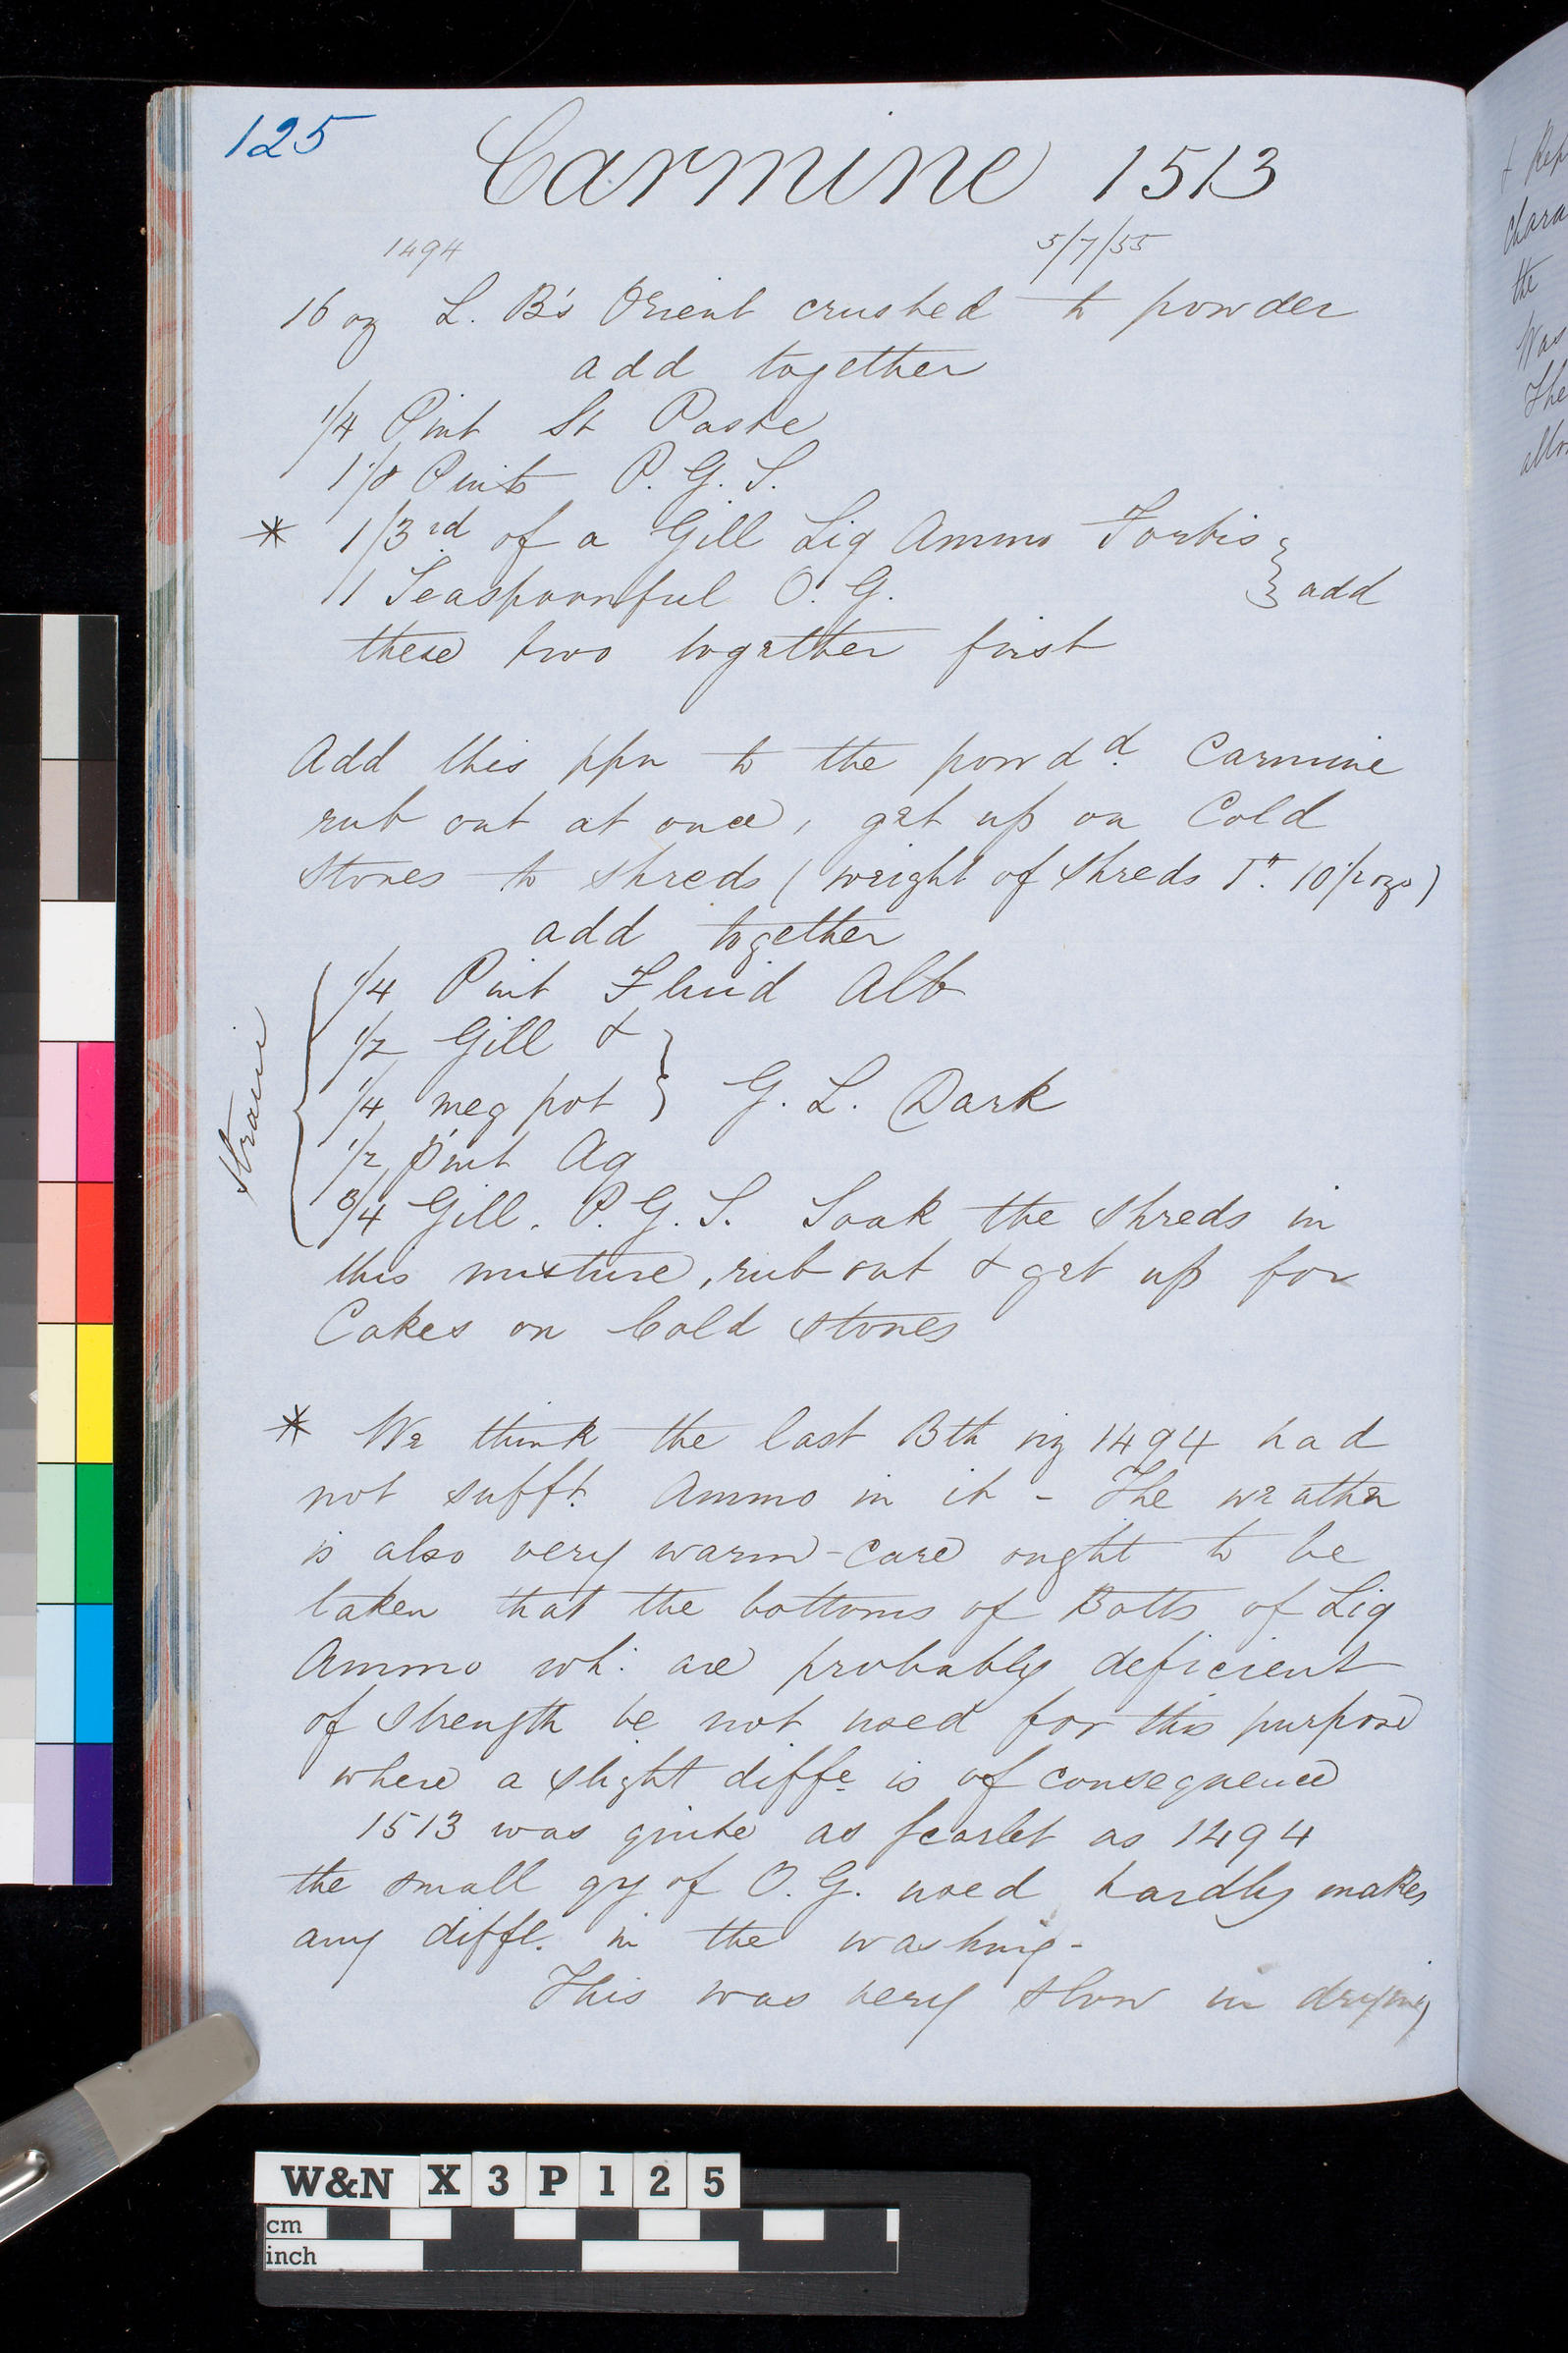 125
Carmine 1513
1494 5/7/55
16 oz L. B's Orient crushed to powder
add together
1/4 Pint St Paste
1/8 Pints P. G. S.
* 1/3rd of a Gill Liq Ammo Fortis
1 Teaspoonful O. G. } add
these two together first
Add this ppn to the powdd. Carmine
rub out at once, get up on Cold
Stones to shreds (weight of shreds 1lb. 10 1/2 ozs)
add together
1/4 Pint Fluid Alb
1/2 Gill &
1/4 meg pot } G. L. Dark
1/2 pint Aq
3/4 Gill. P. G. S. Soak the shreds in
Strain
this mixture, rub out & get up for
Cakes on Cold Stones
* We think the last Bth viz 1494 had
not sufft. Ammo in it - The weather
is also very warm - care ought to be
taken that the bottoms of Botts of Liq
Ammo wh. are probably deficient
of strength be not used for this purpose
where a slight diffe is of consequence
1513 was quite as scarlet as 1494
the small qy of O. G. used hardly makes
any diffe. in the washing -
This was very slow in drying
+ Rep
chara
the
Was
The
W&N X 3 P 1 2 5
cm
inch